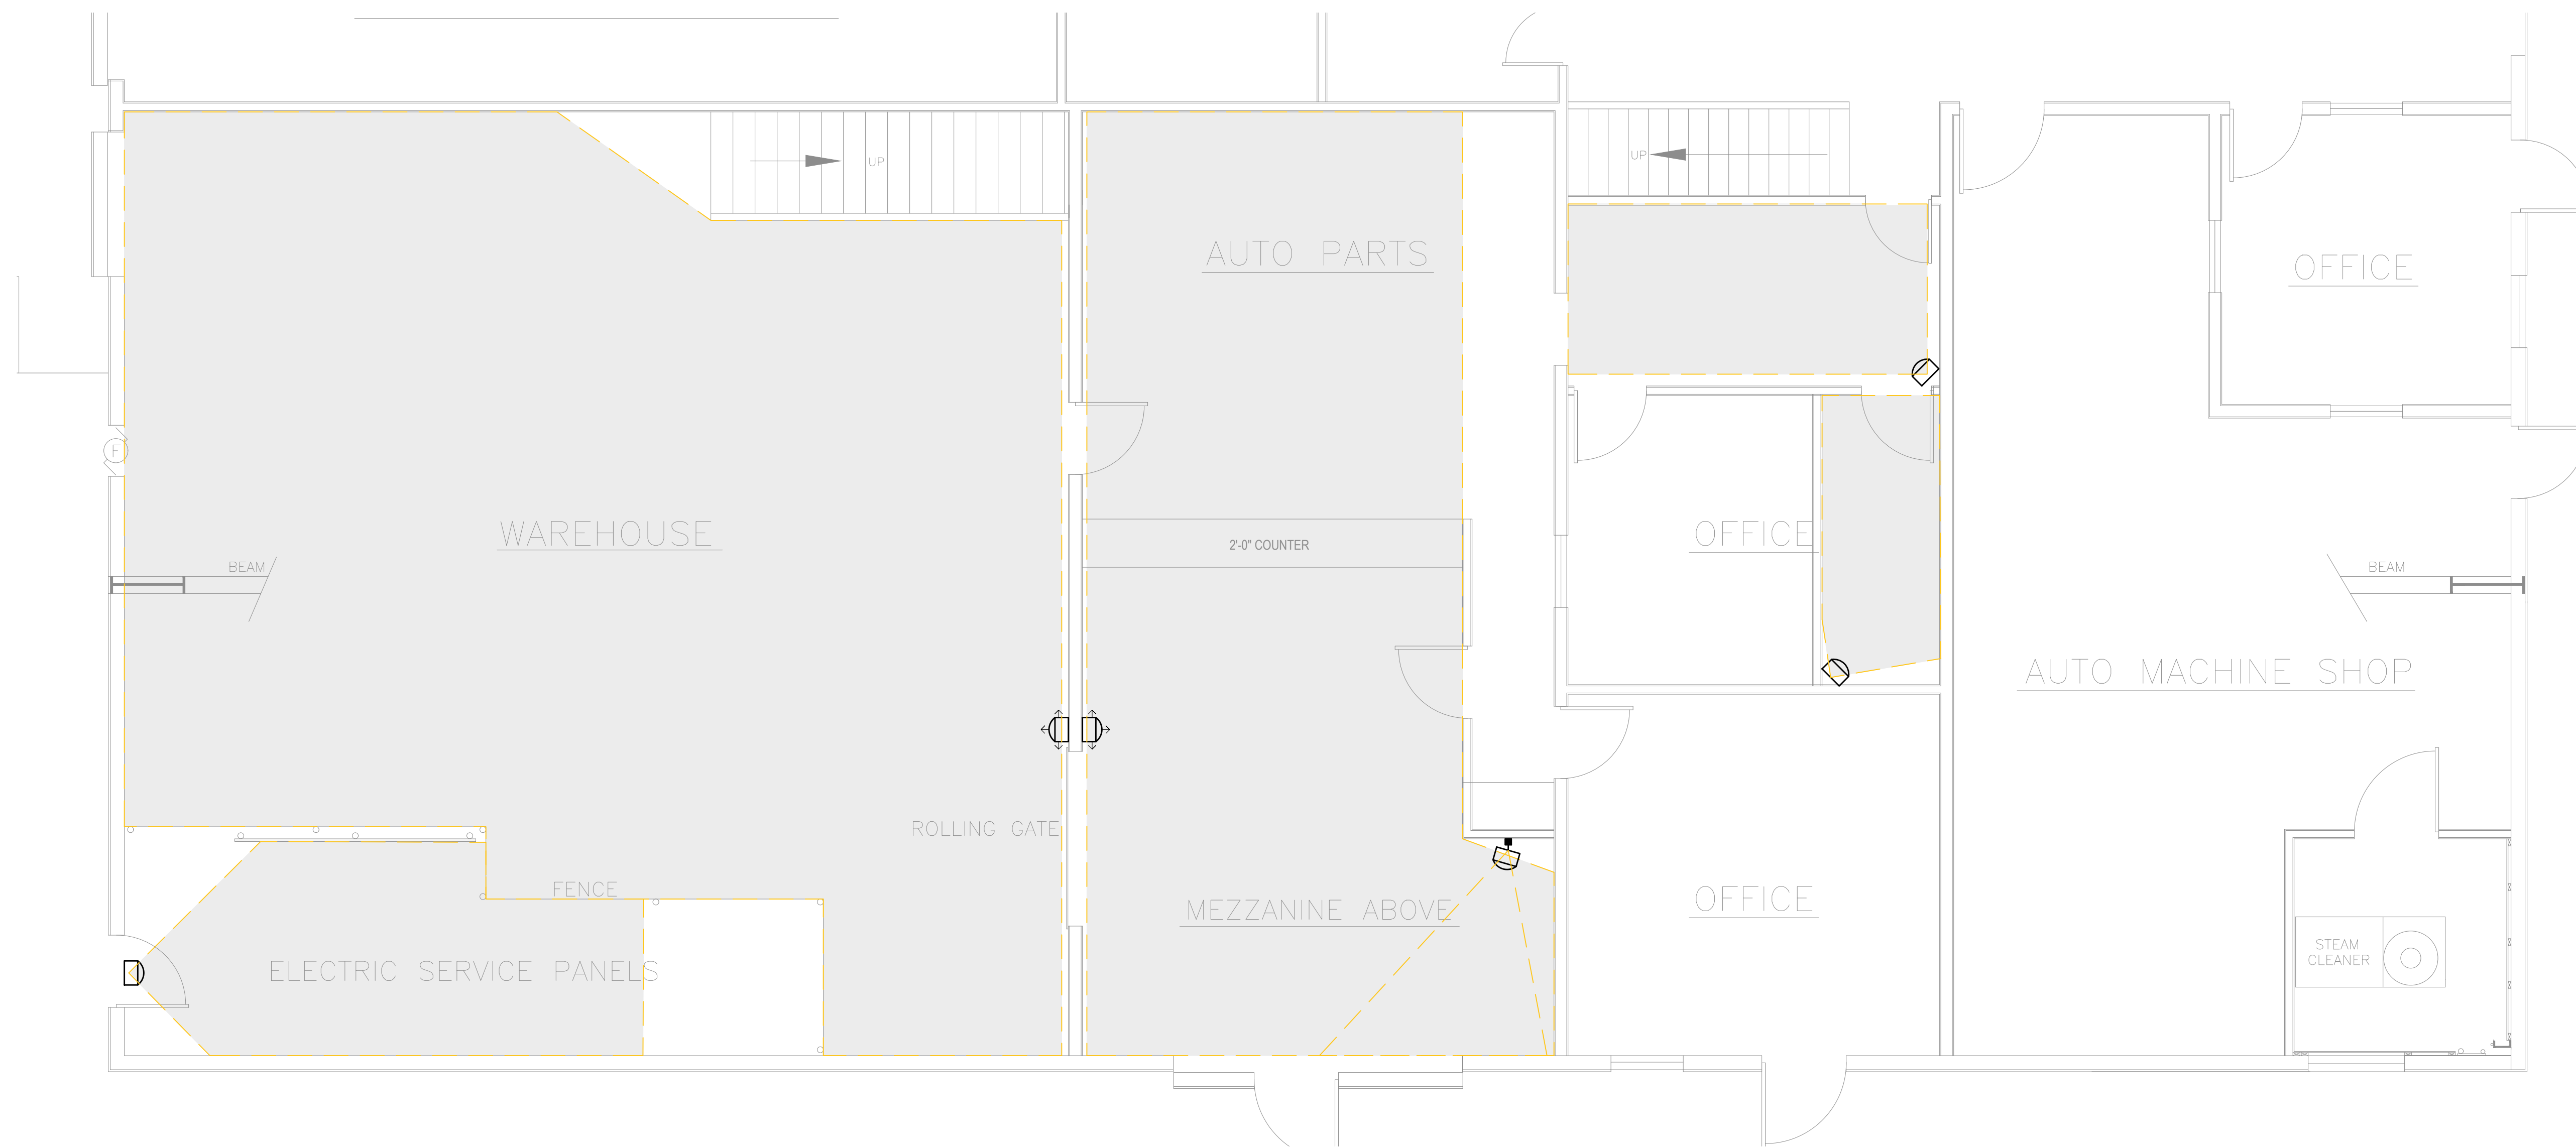 UP
UP
AUTO PARTS
OFFICE
F
WAREHOUSE
2'-0" COUNTER
OFFICE
BEAM
BEAM
AUTO MACHINE SHOP
ROLLING GATE
FENCE
MEZZANINE ABOVE
OFFICE
STEAM
CLEANER
ELECTRIC SERVICE PANELS